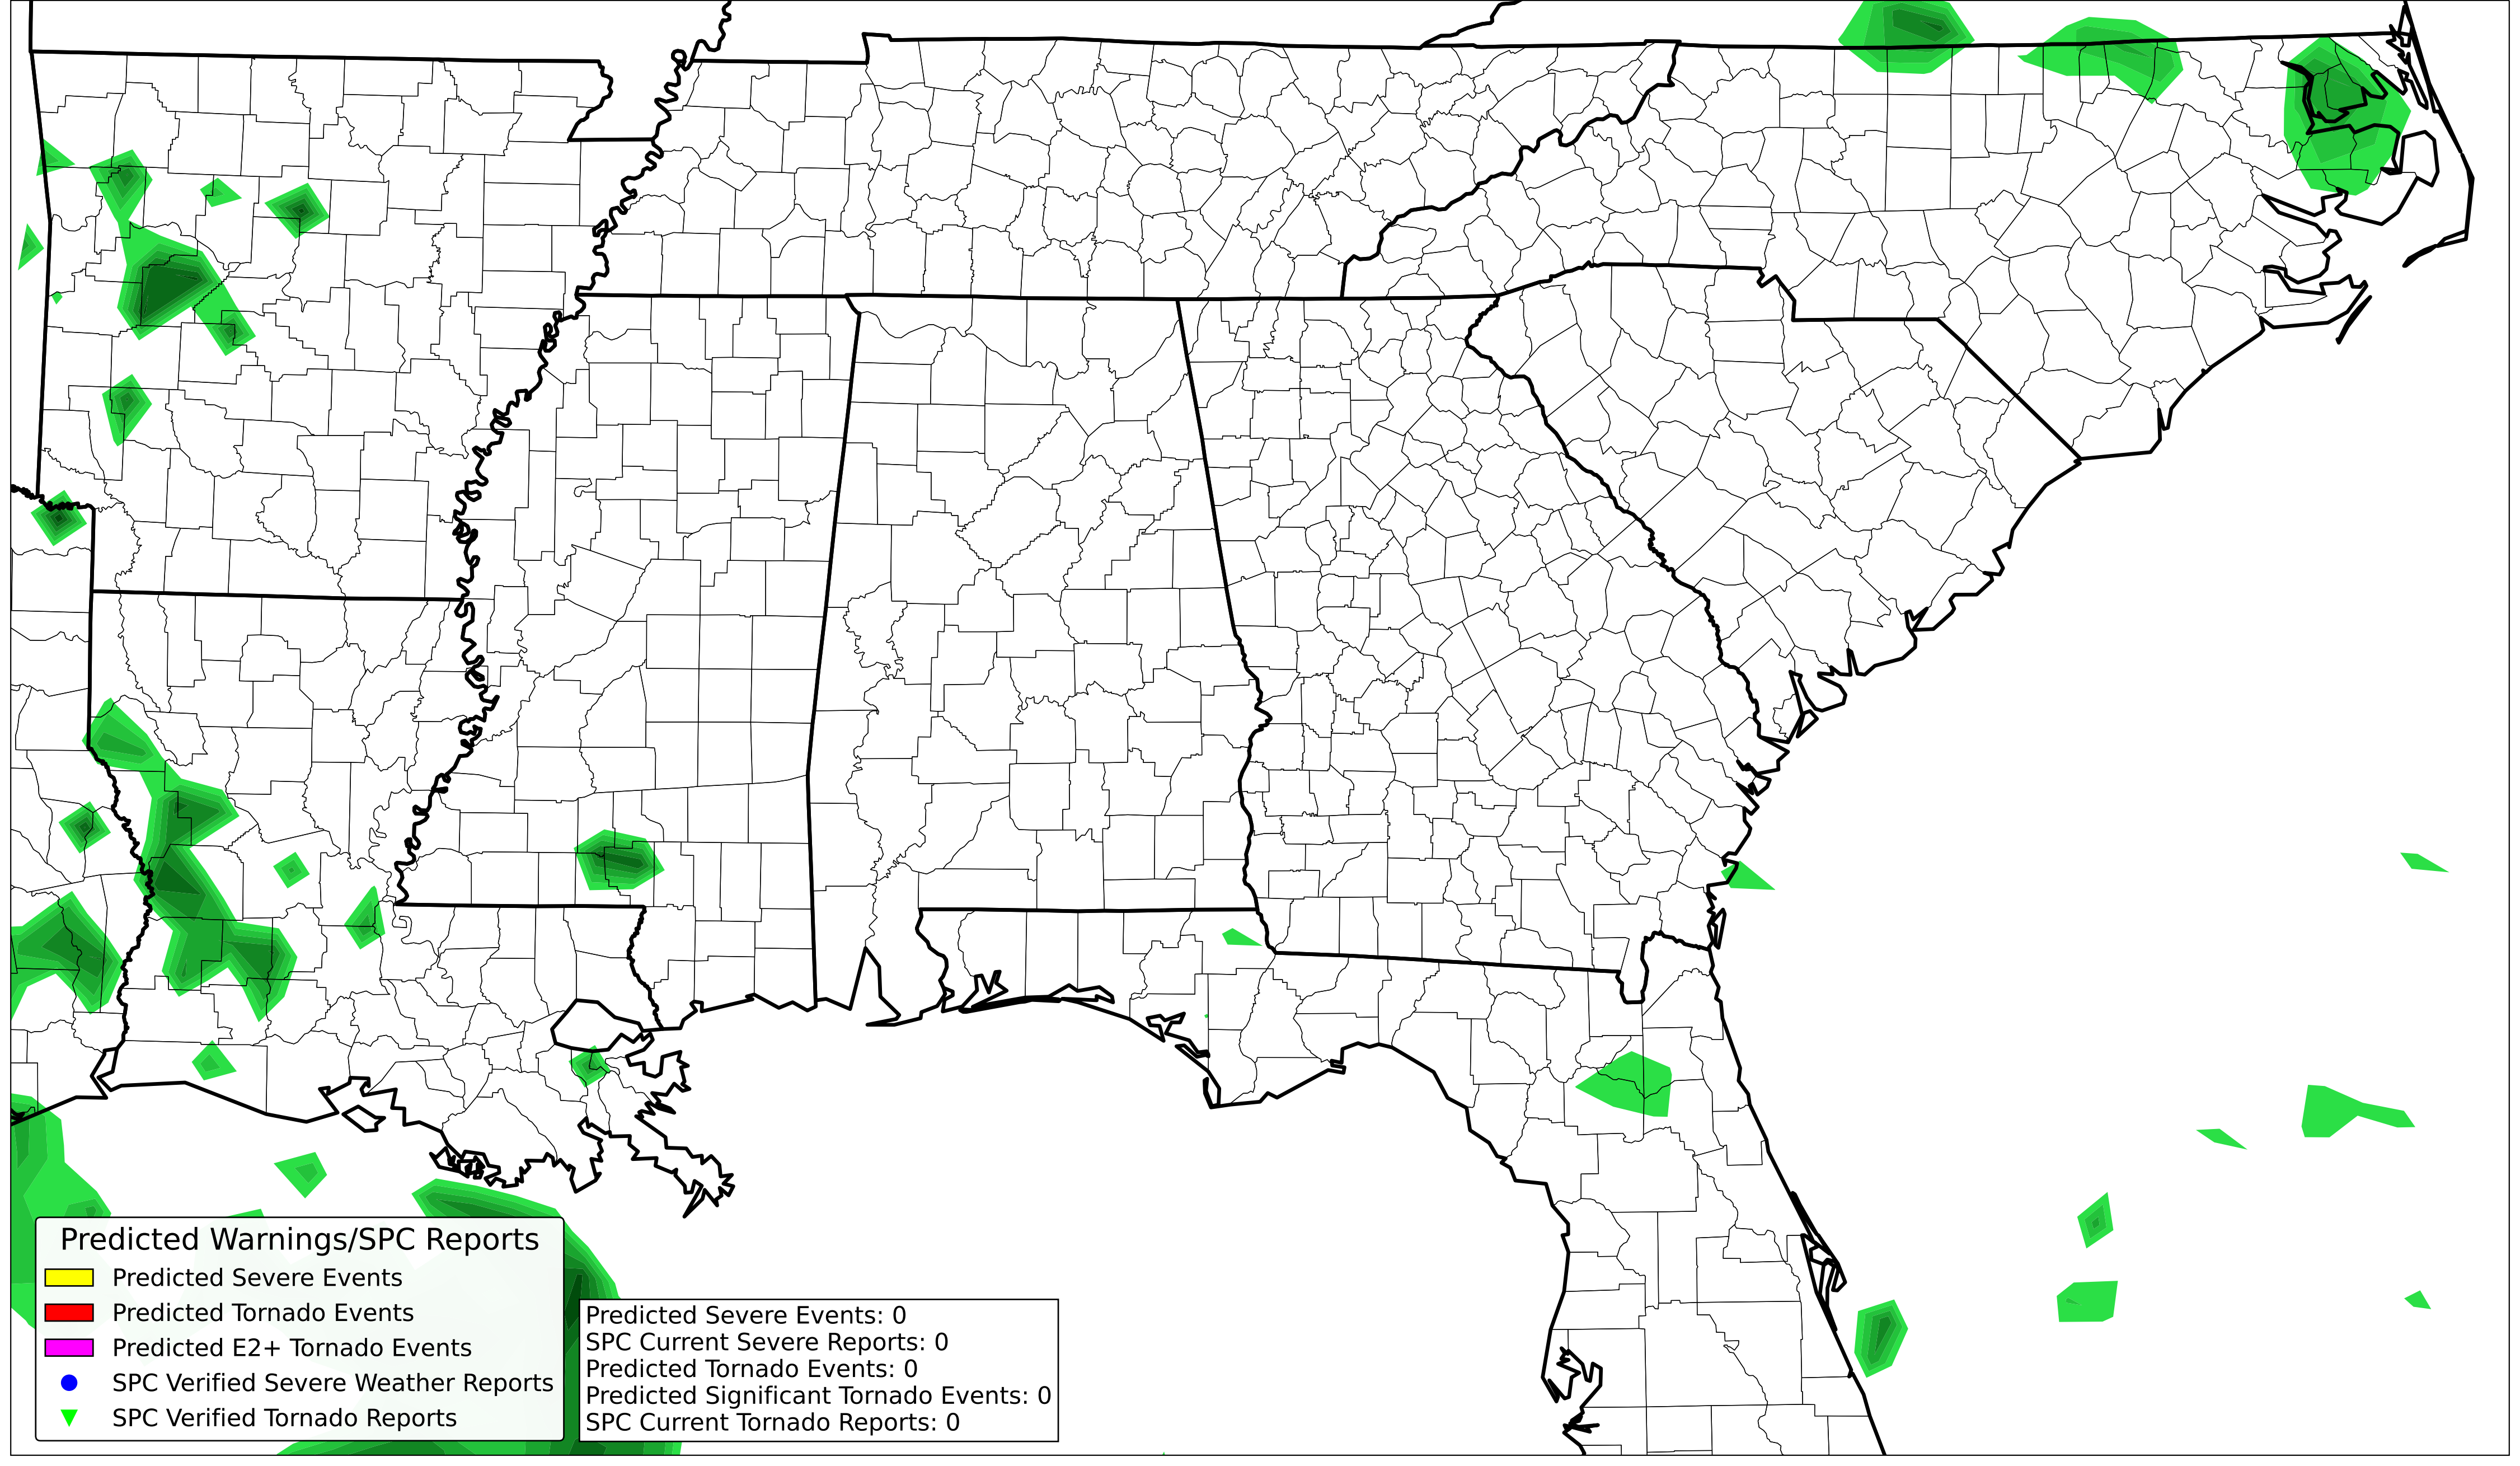 Predicted Warnings/SPC Reports
Predicted Severe Events
Predicted Tornado Events
Predicted E2+ Tornado Events
SPC Verified Severe Weather Reports
SPC Verified Tornado Reports
Predicted Severe Events: 0
SPC Current Severe Reports: 0
Predicted Tornado Events: 0
Predicted Significant Tornado Events: 0
SPC Current Tornado Reports: 0